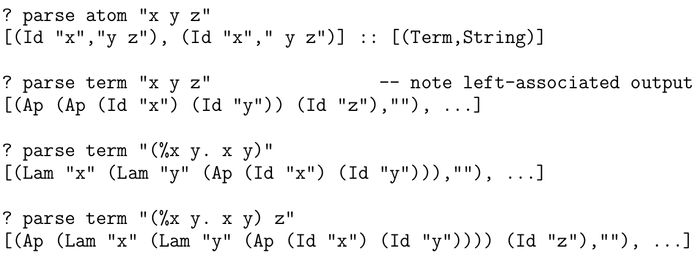 ? parse atom "x y z"
[(Id "x","y z"), (Id "x"," y z")] :: [(Term,String)]
? parse term "x y z" -- note left-associated output
[(Ap (Ap (Id "x") (Id "y")) (Id "z"),""), ...]
? parse term "(%x y. x y)"
[(Lam "x" (Lam "y" (Ap (Id "x") (Id "y"))),""), ...]
? parse term "(%x y. x y) z"
[(Ap (Lam "x" (Lam "y" (Ap (Id "x") (Id "y")))) (Id "z"),""), ...]